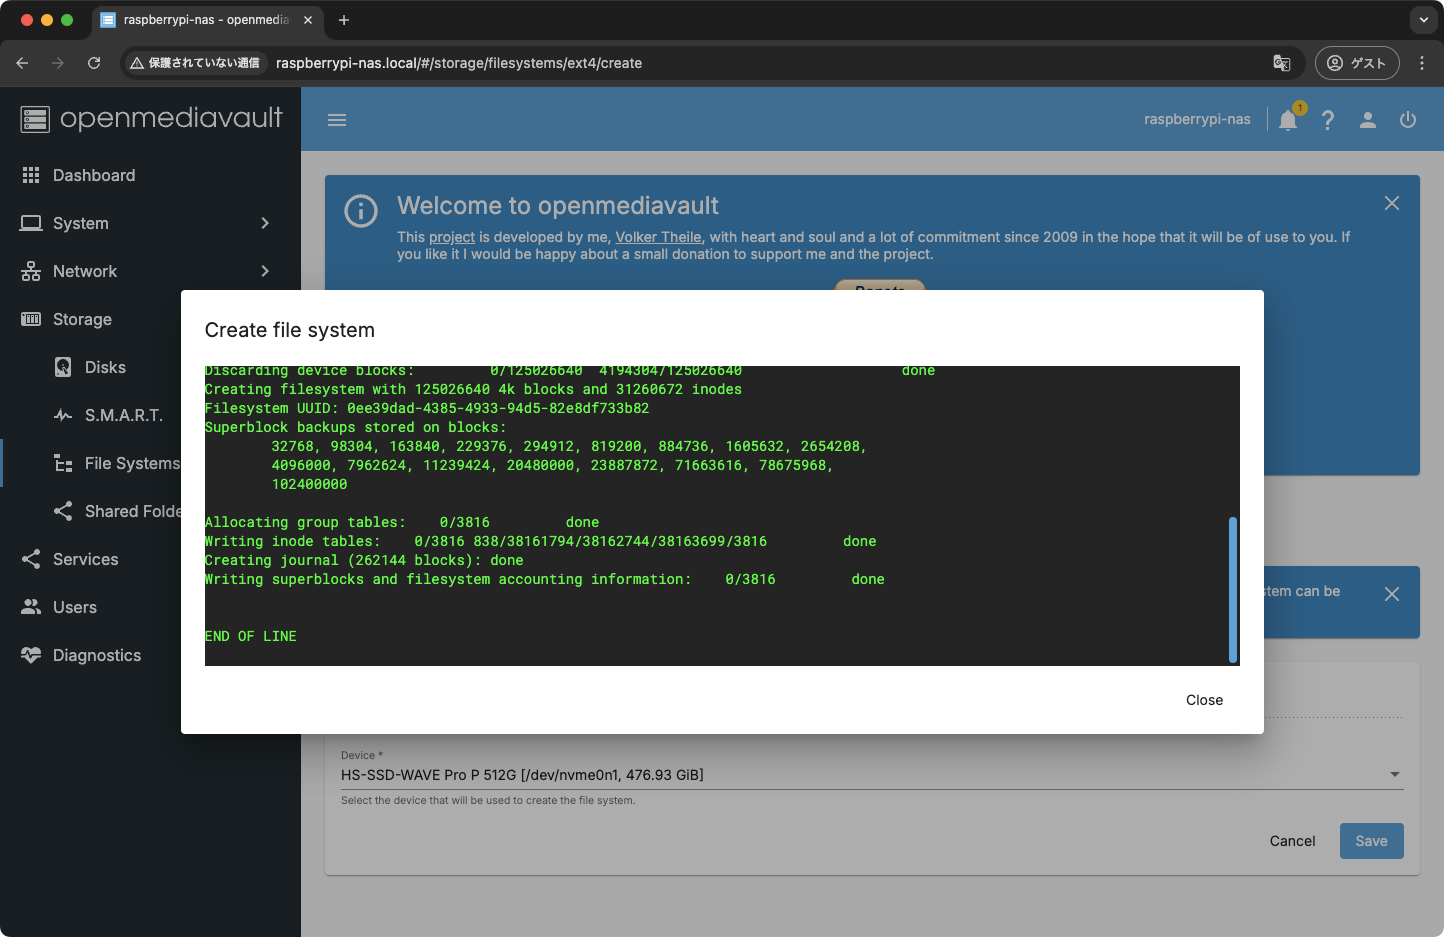 raspberrypi-nas - openmedia
保護されていない通信
raspberrypi-nas.local/#/storage/filesystems/ext4/create
ゲスト
openmediavault
raspberrypi-nas
1
Dashboard
System
Network
Storage
Disks
S.M.A.R.T.
File Systems
Shared Folde
Services
Users
Diagnostics
Welcome to openmediavault
This project is developed by me, Volker Theile, with heart and soul and a lot of commitment since 2009 in the hope that it will be of use to you. If
you like it I would be happy about a small donation to support me and the project.
Donate
Create file system
Discarding device blocks:         0/125026640  4194304/125026640                   done
Creating filesystem with 125026640 4k blocks and 31260672 inodes
Filesystem UUID: 0ee39dad-4385-4933-94d5-82e8df733b82
Superblock backups stored on blocks:
32768, 98304, 163840, 229376, 294912, 819200, 884736, 1605632, 2654208,
4096000, 7962624, 11239424, 20480000, 23887872, 71663616, 78675968,
102400000
Allocating group tables:    0/3816         done
Writing inode tables:    0/3816 838/38161794/38162744/38163699/3816         done
Creating journal (262144 blocks): done
Writing superblocks and filesystem accounting information:    0/3816         done
END OF LINE
Close
stem can be
Device *
HS-SSD-WAVE Pro P 512G [/dev/nvme0n1, 476.93 GiB]
Select the device that will be used to create the file system.
Cancel
Save